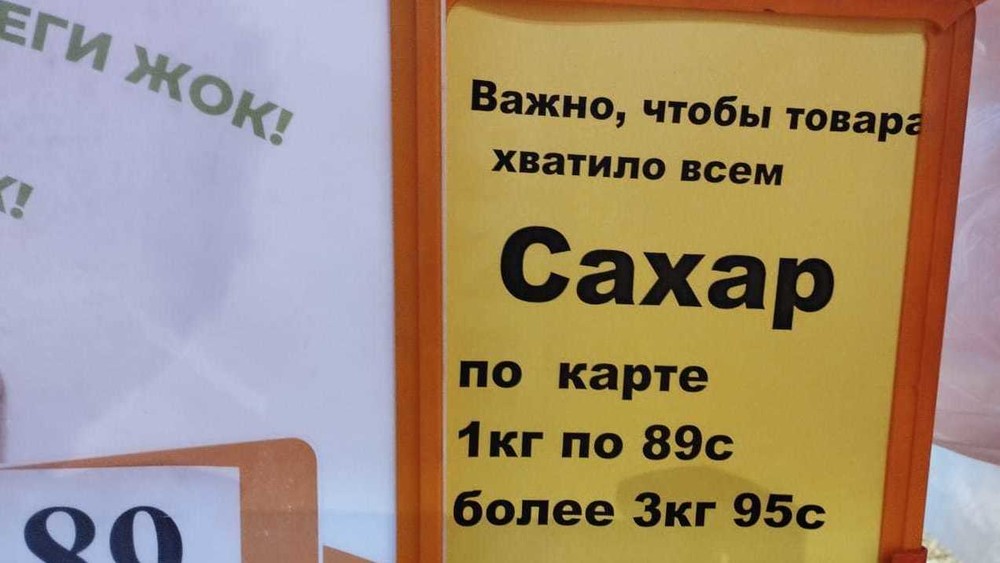 ЕГИ ЖОК!
!
89
Важно, чтобы товара
хватило всем
Сахар
по карте
1кг по 89с
более 3кг 95с